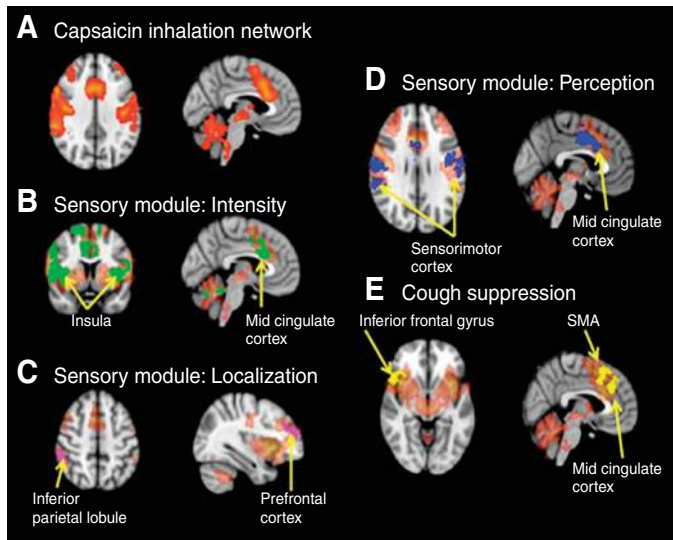 A Capsaicin inhalation network
B Sensory module: Intensity
Insula
Mid cingulate
cortex
C Sensory module: Localization
Inferior
parietal lobule
Prefrontal
cortex
D Sensory module: Perception
Sensorimotor
cortex
Mid cingulate
cortex
E Cough suppression
Inferior frontal gyrus
SMA
Mid cingulate
cortex